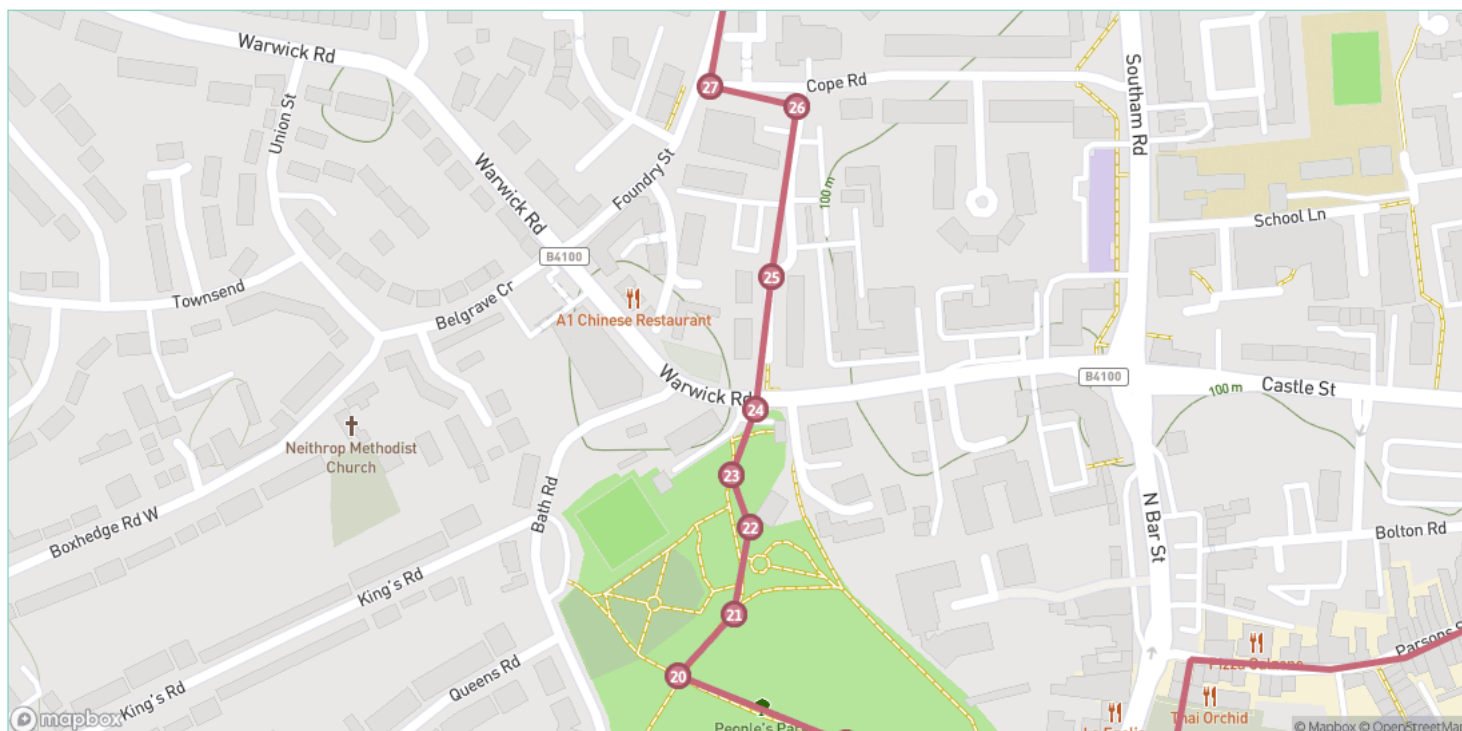 Warwick Rd
Union St
Warwick Rd
Foundry St
B4100
Townsend
Belgrave Cr
A1 Chinese Restaurant
Warwick Rd
Neithrop Methodist
Church
Boxhedge Rd W
Bath Rd
King's Rd
King's Rd
Queens Rd
27
26
Cope Rd
25
24
23
22
21
20
100 m
Southam Rd
School Ln
B4100
100 m
Castle St
N Bar St
Bolton Rd
Parsons
Thai Orchid
People's
mapbox
© Mapbox © OpenStreetMap